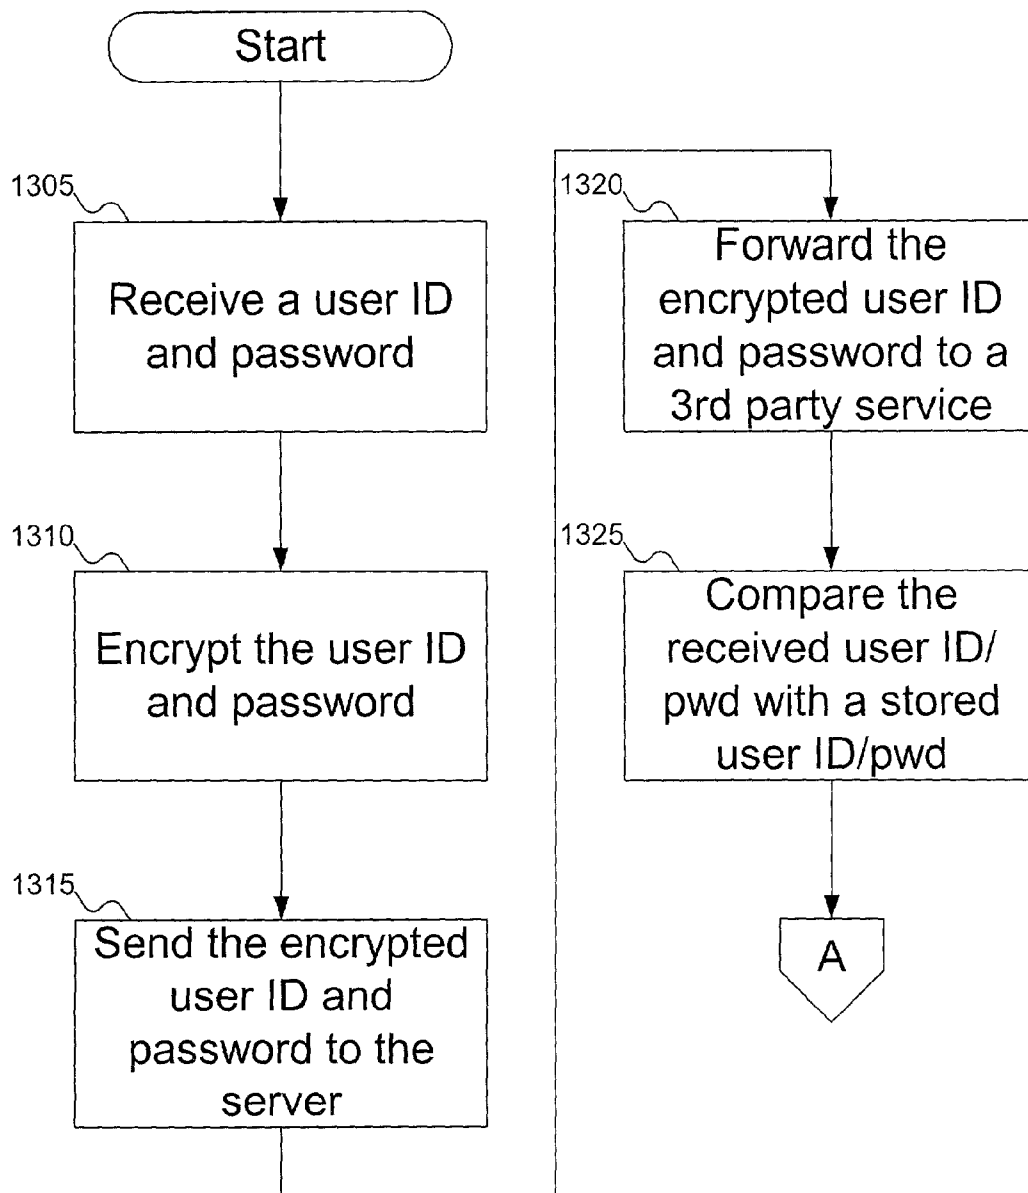 Start
1305
Receive a user ID
and password
1310
Encrypt the user ID
and password
1315
Send the encrypted
user ID and
password to the
server
1320
Forward the
encrypted user ID
and password to a
3rd party service
1325
Compare the
received user ID/
pwd with a stored
user ID/pwd
A